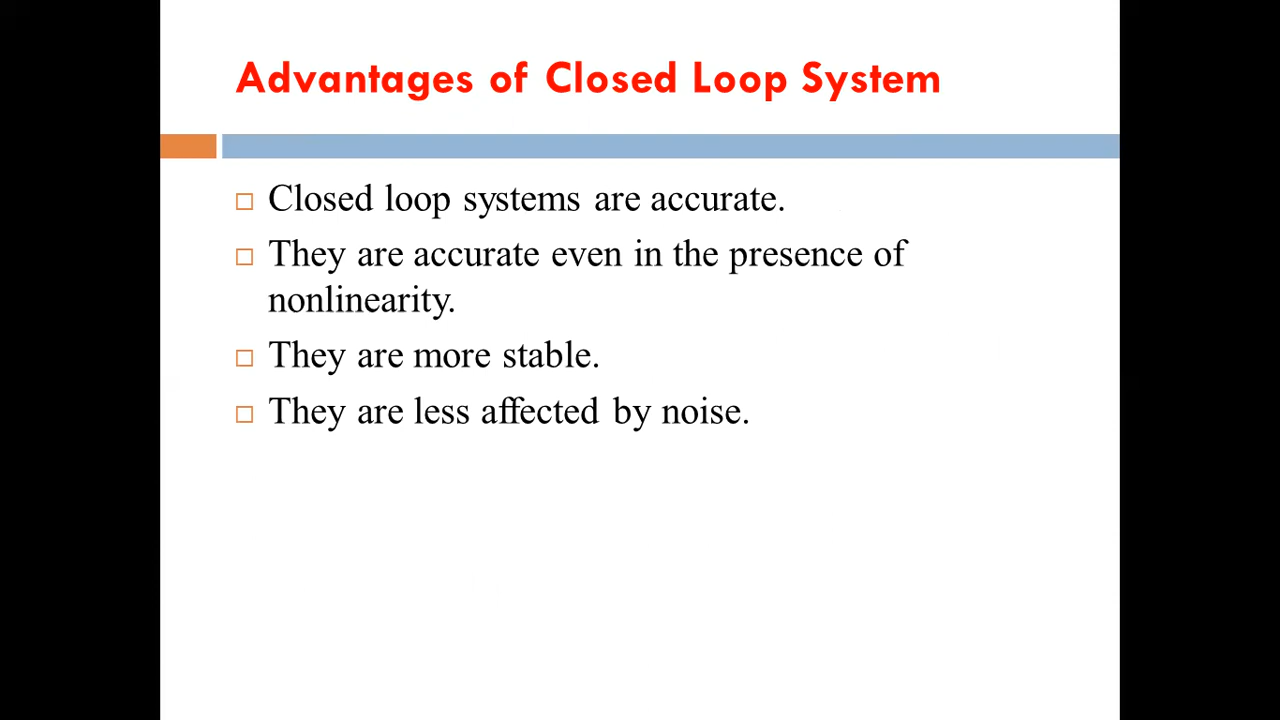 Advantages of Closed Loop System
Closed loop systems are accurate.
They are accurate even in the presence of
nonlinearity.
They are more stable.
They are less affected by noise.